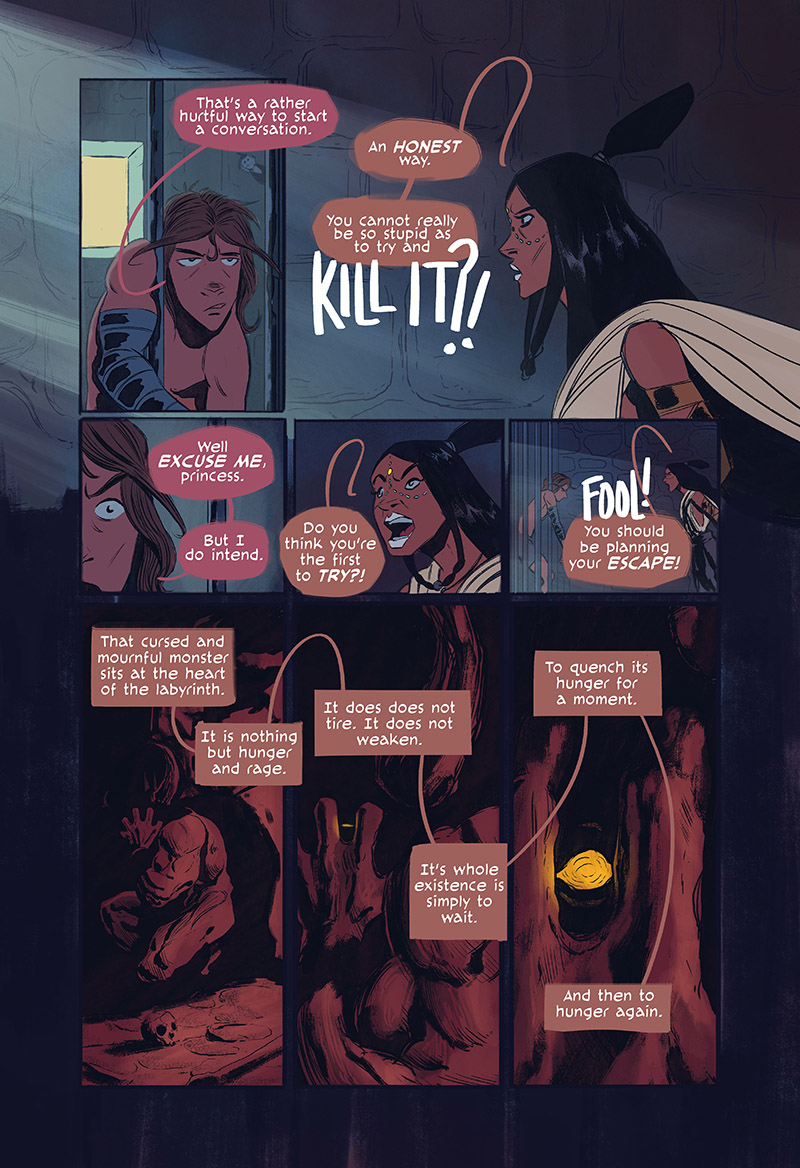 That's a rather
hurtful way to start
a conversation.
An HONEST
way.
You cannot really
be so stupid as
to try and
KILL IT?!!
Well
EXCUSE ME,
princess.
But I
do intend.
Do you
think you're
the first
to TRY?!
FOOL!
You should
be planning
your ESCAPE!
That cursed and
mournful monster
sits at the heart
of the labyrinth.
It is nothing
but hunger
and rage.
It does does not
tire. It does not
weaken.
It's whole
existence is
simply to
wait.
To quench its
hunger for
a moment.
And then to
hunger again.